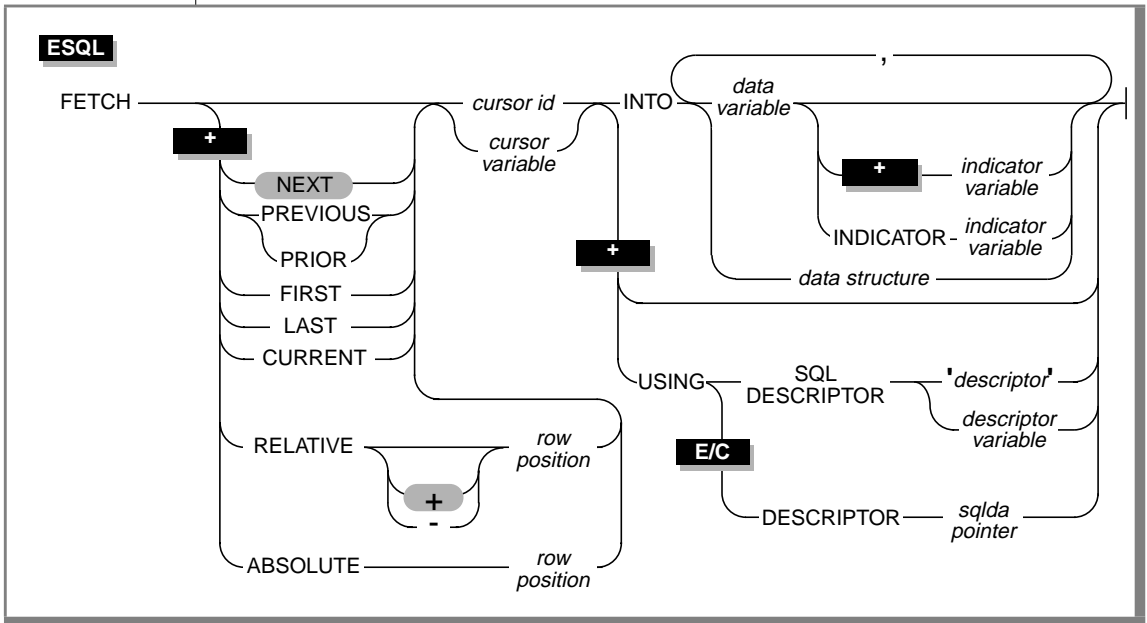 ESQL
,
FETCH
cursor id
INTO
data
variable
+
cursor
variable
NEXT
+
indicator
variable
PREVIOUS
INDICATOR
indicator
variable
PRIOR
+
FIRST
data structure
LAST
CURRENT
USING
SQL
DESCRIPTOR
'descriptor'
descriptor
variable
RELATIVE
row
position
E/C
+
-
DESCRIPTOR
sqlda
pointer
ABSOLUTE
row
position